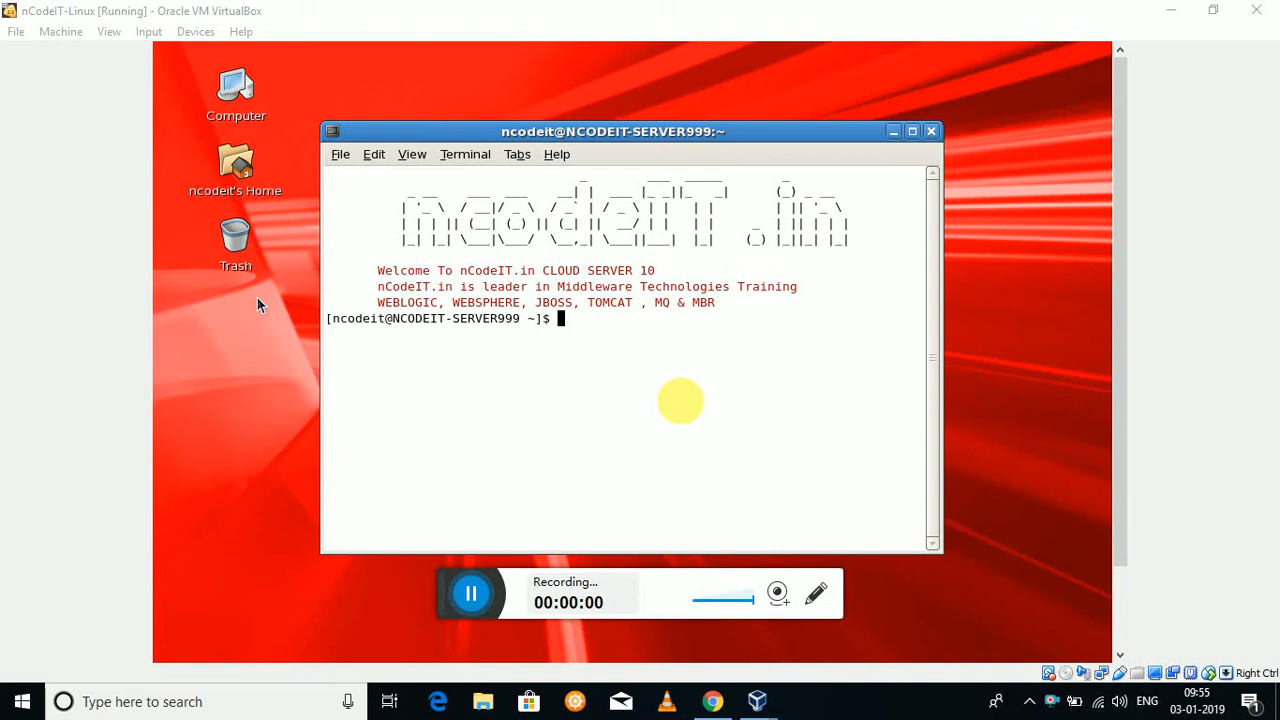 nCodeIT-Linux [Running] - Oracle VM VirtualBox
File Machine View Input Devices Help
Computer
ncodeit's Home
Trash
ncodeit@NCODEIT-SERVER999:~
File Edit View Terminal Tabs Help
ncodeIT.in
Welcome To nCodeIT.in CLOUD SERVER 10
nCodeIT.in is leader in Middleware Technologies Training
WEBLOGIC, WEBSPHERE, JBOSS, TOMCAT , MQ & MBR
[ncodeit@NCODEIT-SERVER999 ~]$
Recording...
00:00:00
Right Ctrl
Type here to search
ENG
09:55
03-01-2019
1